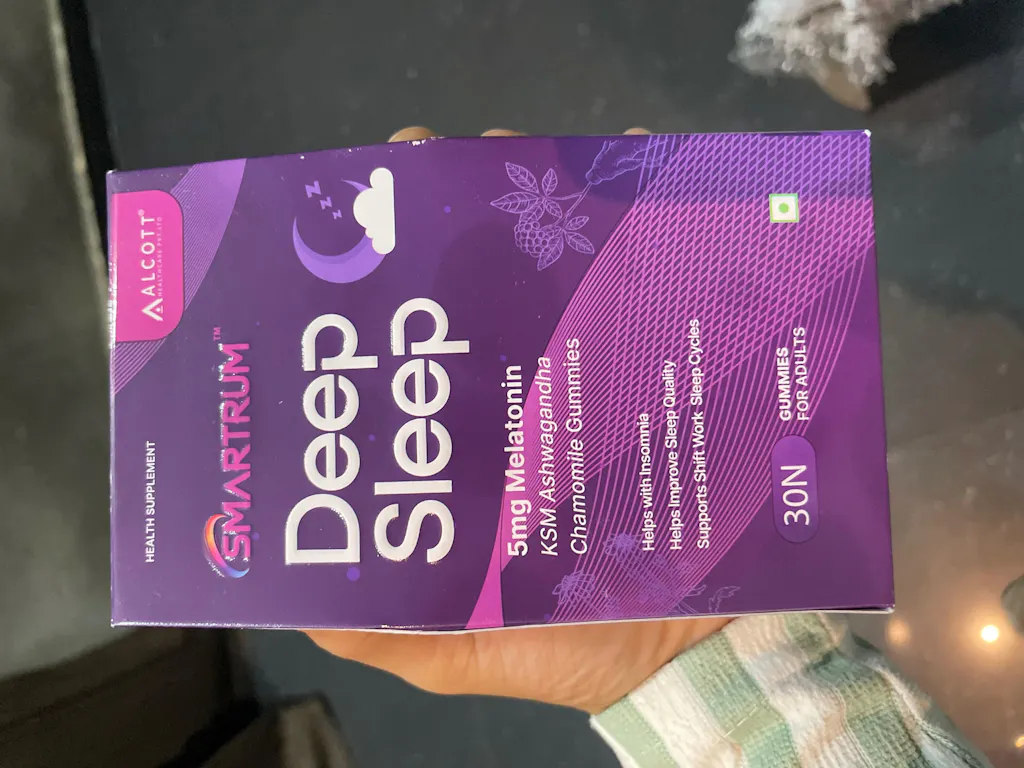 HEALTH SUPPLEMENT
ALCOTT®
HEALTHCARE PVT LTD
SMARTRUM™
Deep
Sleep
z z z z
5mg Melatonin
KSM Ashwagandha
Chamomile Gummies
Helps with Insomnia
Helps Improve Sleep Quality
Supports Shift Work Sleep Cycles
30N
GUMMIES
FOR ADULTS